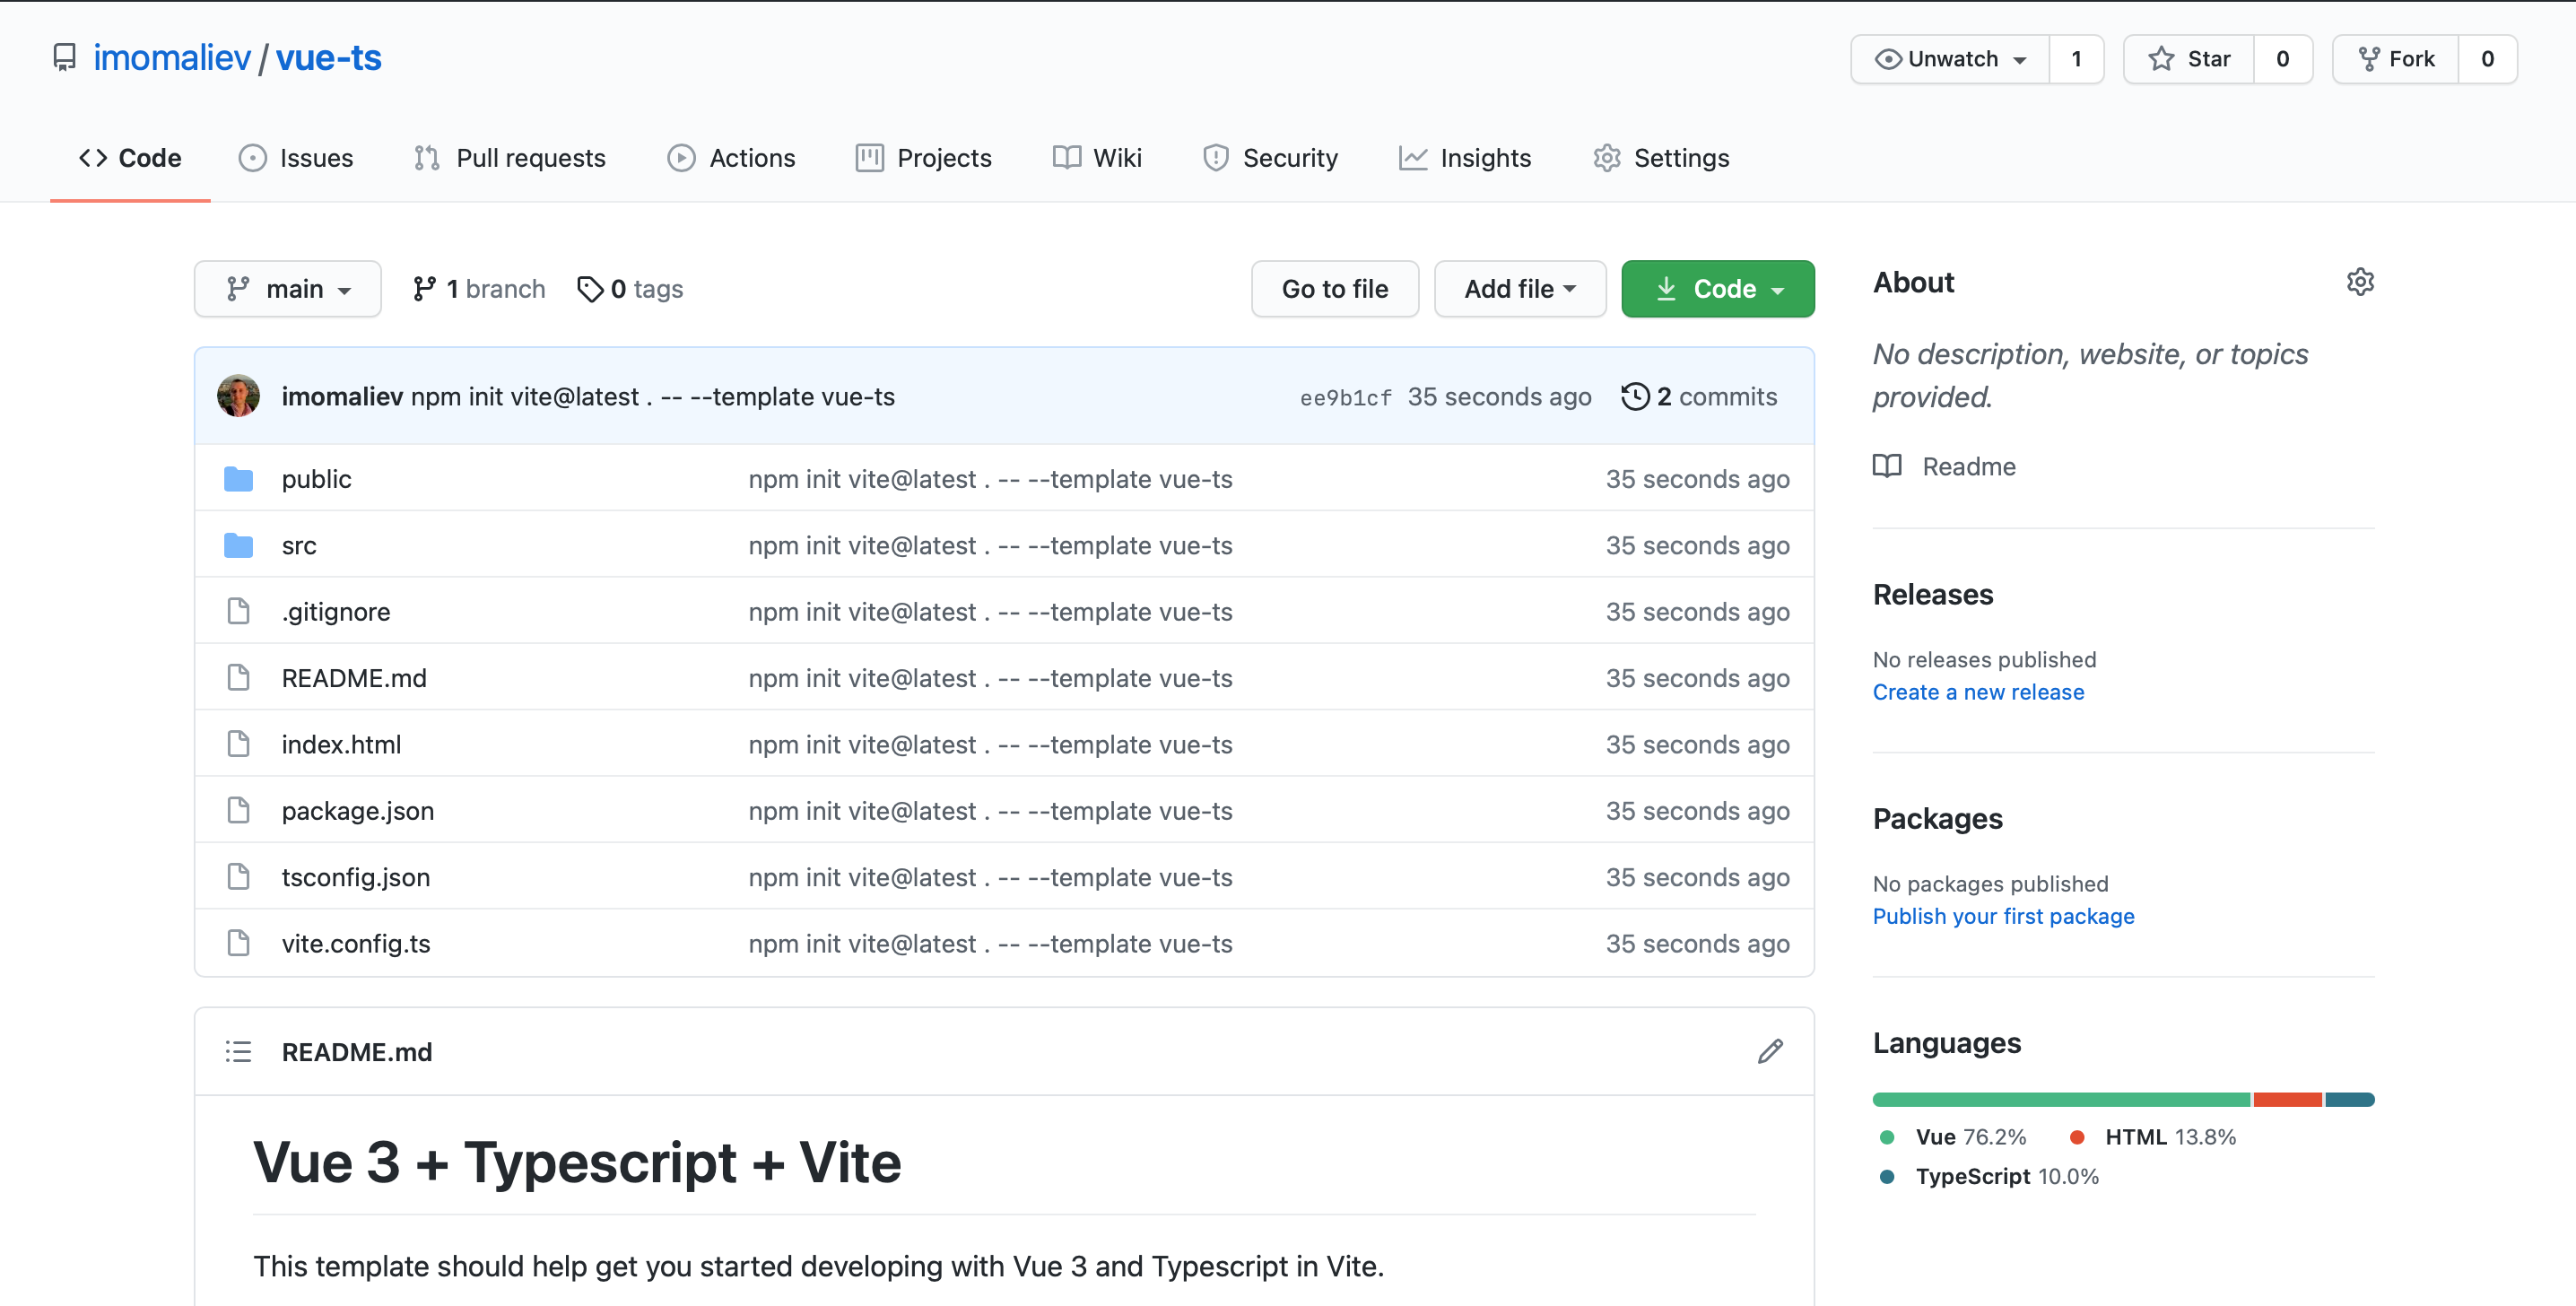 imomaliev / vue-ts
Unwatch 1 Star 0 Fork 0
Code Issues Pull requests Actions Projects Wiki Security Insights Settings
main 1 branch 0 tags Go to file Add file Code
imomaliev npm init vite@latest . -- --template vue-ts ee9b1cf 35 seconds ago 2 commits
public npm init vite@latest . -- --template vue-ts 35 seconds ago
src npm init vite@latest . -- --template vue-ts 35 seconds ago
.gitignore npm init vite@latest . -- --template vue-ts 35 seconds ago
README.md npm init vite@latest . -- --template vue-ts 35 seconds ago
index.html npm init vite@latest . -- --template vue-ts 35 seconds ago
package.json npm init vite@latest . -- --template vue-ts 35 seconds ago
tsconfig.json npm init vite@latest . -- --template vue-ts 35 seconds ago
vite.config.ts npm init vite@latest . -- --template vue-ts 35 seconds ago
README.md
Vue 3 + Typescript + Vite
This template should help get you started developing with Vue 3 and Typescript in Vite.
About
No description, website, or topics
provided.
Readme
Releases
No releases published
Create a new release
Packages
No packages published
Publish your first package
Languages
Vue 76.2% HTML 13.8%
TypeScript 10.0%